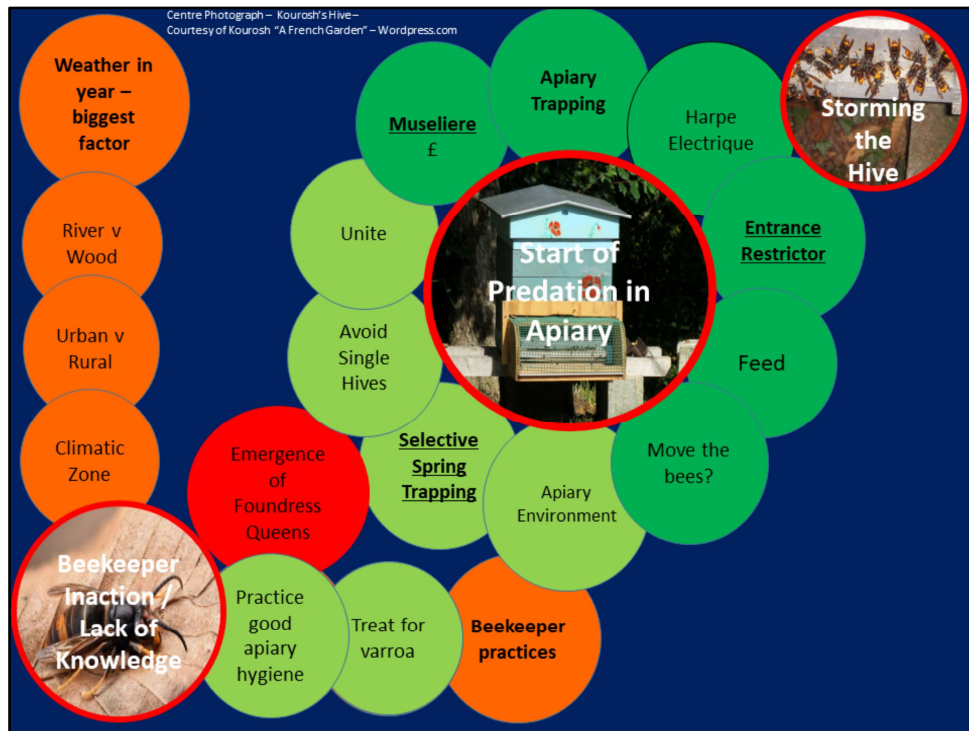 Centre Photograph – Kourosh's Hive –
Courtesy of Kourosh "A French Garden" – Wordpress.com
Weather in
year –
biggest
factor
River v
Wood
Urban v
Rural
Climatic
Zone
Beekeeper
Inaction /
Lack of
Knowledge
Emergence
of
Foundress
Queens
Practice
good
apiary
hygiene
Treat for
varroa
Beekeeper
practices
Apiary
Environment
Selective
Spring
Trapping
Avoid
Single
Hives
Unite
Museliere
£
Apiary
Trapping
Harpe
Electrique
Entrance
Restrictor
Feed
Move the
bees?
Start of
Predation in
Apiary
Storming
the
Hive